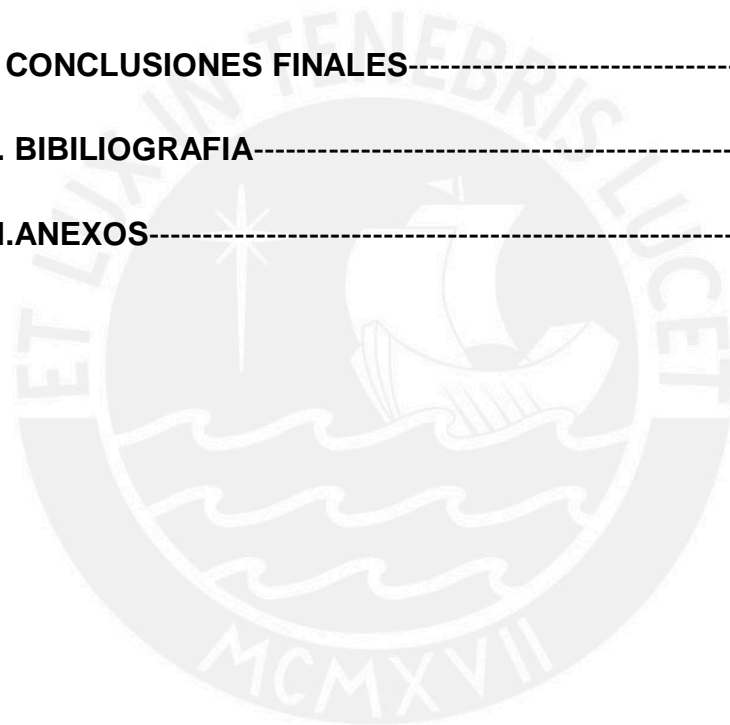 CONCLUSIONES FINALES------------------------------
. BIBILIOGRAFIA---------------------------------------------
I.ANEXOS-------------------------------------------------------
ET LUX IN TENEBRIS LUCET
MCMXVII